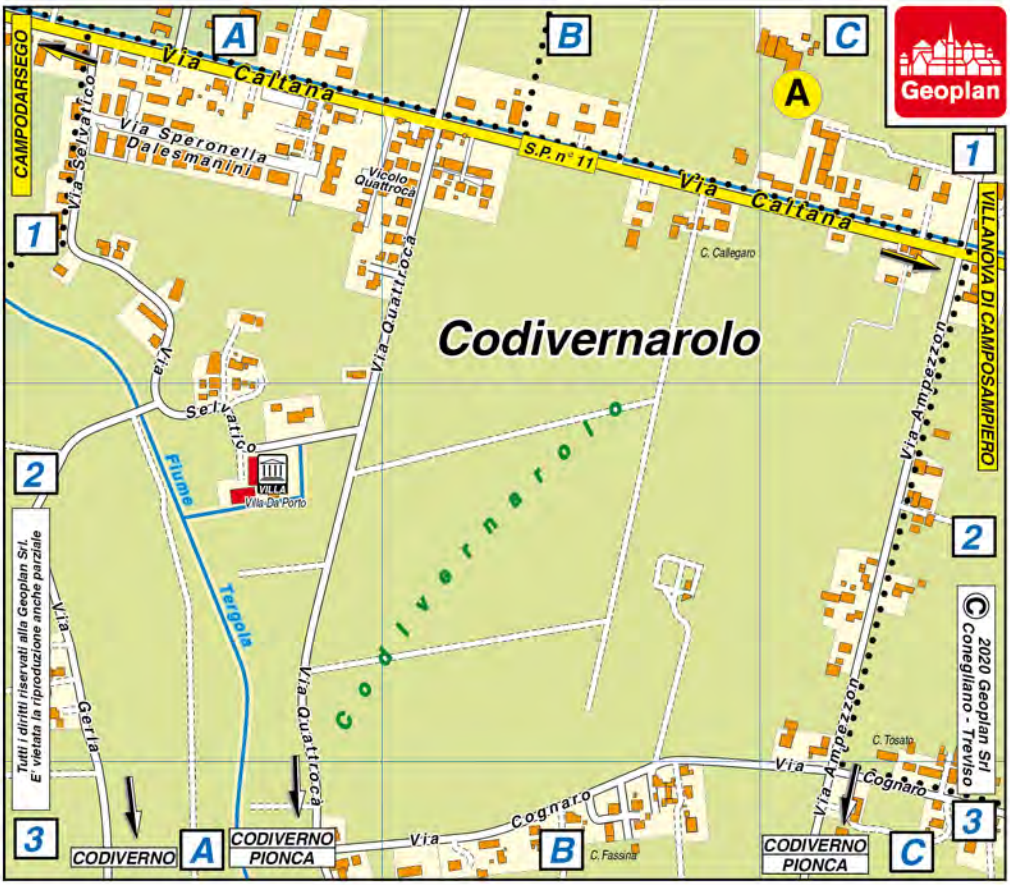 A
B
C
Geoplan
CAMPODARSEGO
Via Caltana
A
Via Selvatico
Via Speronella
Dalesmanini
S.P. n° 11
1
Vicolo
Quattrocà
Via Caltana
1
VILLANOVA DI CAMPOSAMPIERO
C. Callegaro
Via Quattrocà
Codivernarolo
Via
Selvatico
Via Ampezzon
Codivernarolo
2
Fiume
VILLA
Villa Da Porto
2
Tutti i diritti riservati alla Geoplan Srl.
E' vietata la riproduzione anche parziale
Tergola
© 2020 Geoplan Srl
Conegliano - Treviso
Via
Geria
Via Quattrocà
Via Ampezzon
C. Tosato
Via
Cognaro
Via Cognaro
3
3
CODIVERNO
A
CODIVERNO
PIONCA
B
C. Fassina
CODIVERNO
PIONCA
C